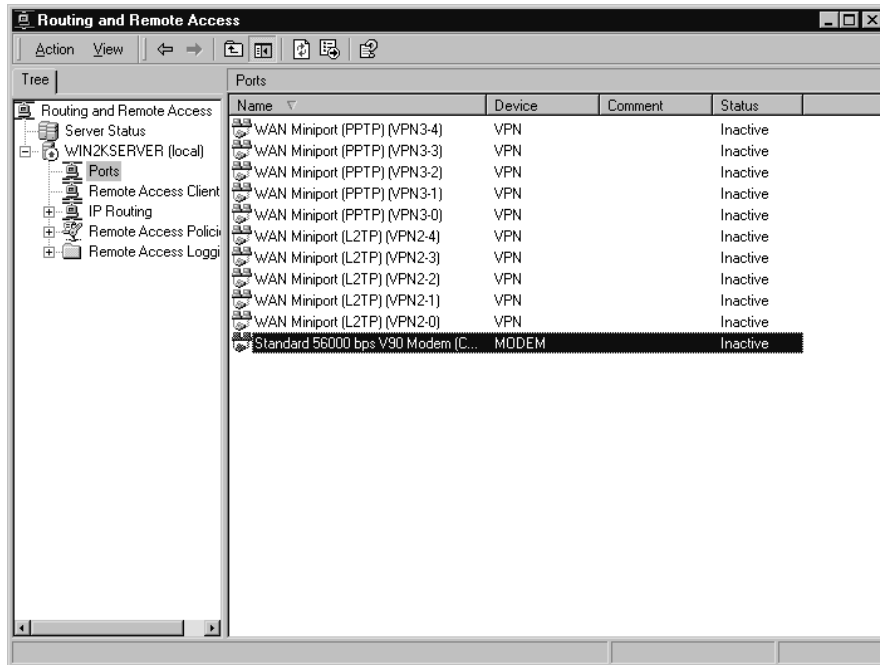 Routing and Remote Access
Action View
Tree
Routing and Remote Access
Server Status
WIN2KSERVER (local)
Ports
Remote Access Client
IP Routing
Remote Access Polici
Remote Access Loggi
Ports
Name Device Comment Status
WAN Miniport (PPTP) (VPN3-4) VPN Inactive
WAN Miniport (PPTP) (VPN3-3) VPN Inactive
WAN Miniport (PPTP) (VPN3-2) VPN Inactive
WAN Miniport (PPTP) (VPN3-1) VPN Inactive
WAN Miniport (PPTP) (VPN3-0) VPN Inactive
WAN Miniport (L2TP) (VPN2-4) VPN Inactive
WAN Miniport (L2TP) (VPN2-3) VPN Inactive
WAN Miniport (L2TP) (VPN2-2) VPN Inactive
WAN Miniport (L2TP) (VPN2-1) VPN Inactive
WAN Miniport (L2TP) (VPN2-0) VPN Inactive
Standard 56000 bps V90 Modem (C... MODEM Inactive